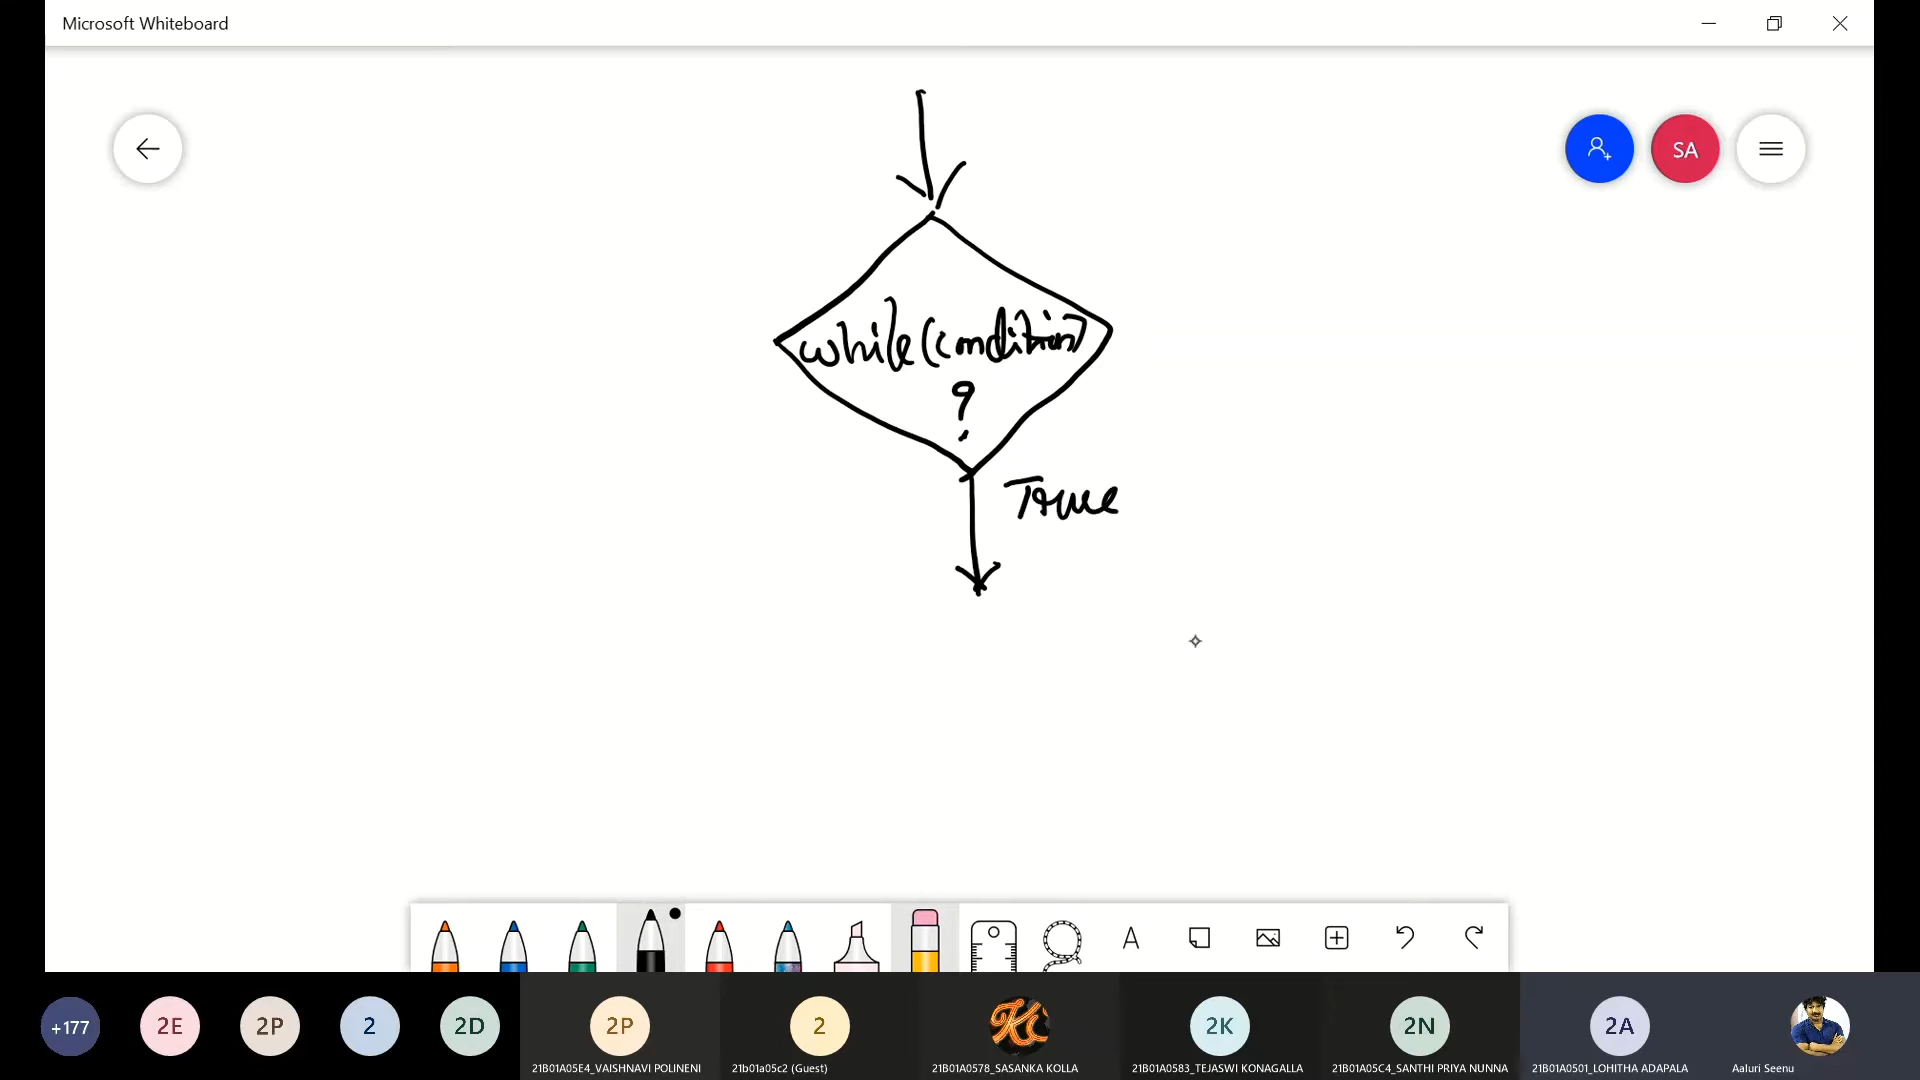 Microsoft Whiteboard
SA
while(condition)
?
True
A
+177
2E
2P
2
2D
2P
2
2K
2N
2A
21B01A05E4_VAISHNAVI POLINENI
21b01a05c2 (Guest)
21B01A0578_SASANKA KOLLA
21B01A0583_TEJASWI KONAGALLA
21B01A05C4_SANTHI PRIYA NUNNA
21B01A0501_LOHITHA ADAPALA
Aaluri Seenu